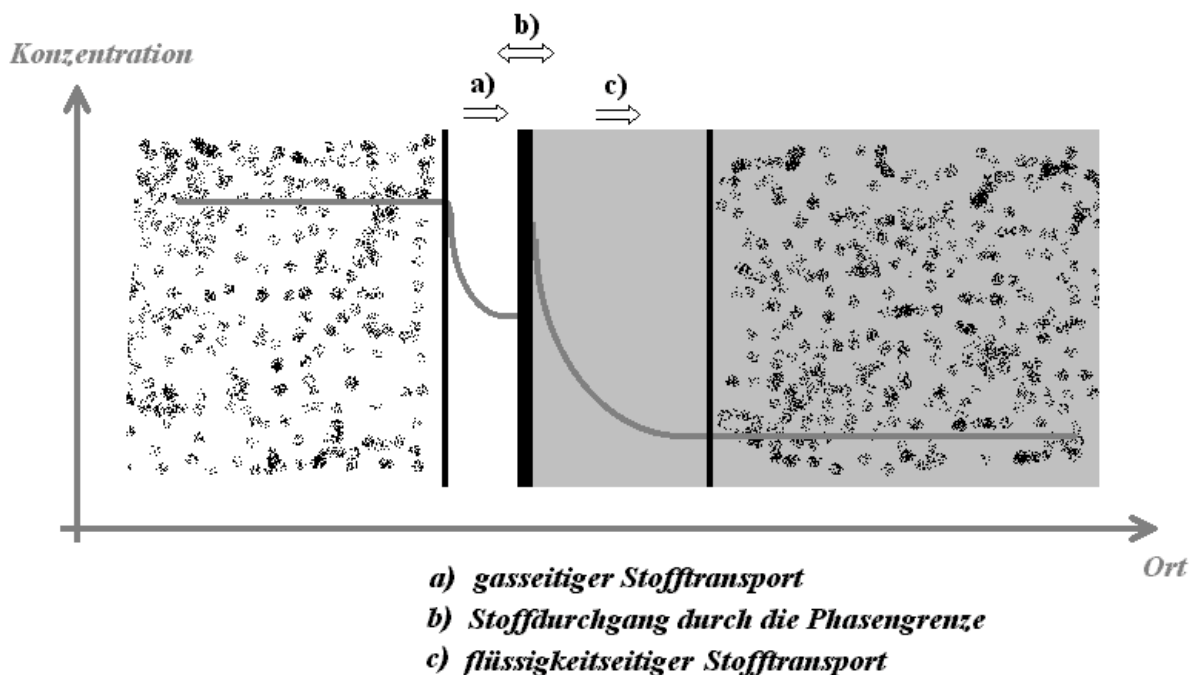 b)
Konzentration
a)
c)
Ort
a) gasseitiger Stofftransport
b) Stoffdurchgang durch die Phasengrenze
c) flüssigkeitseitiger Stofftransport